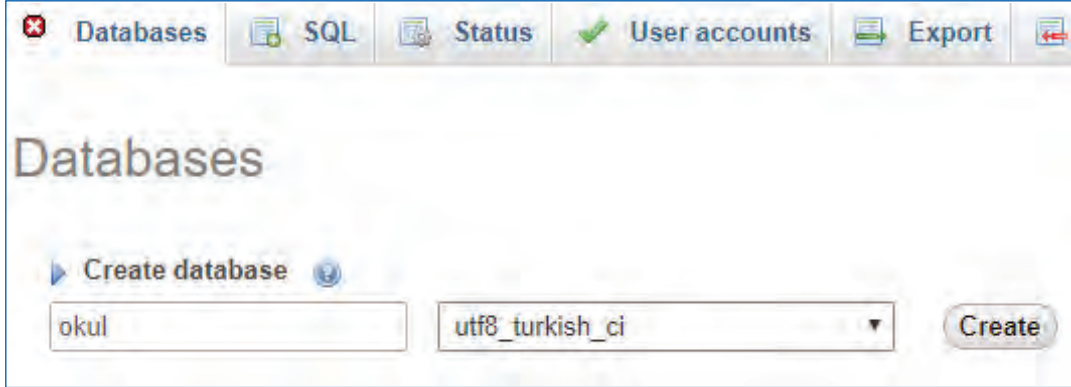 Databases SQL Status User accounts Export
Databases
Create database
okul utf8_turkish_ci Create